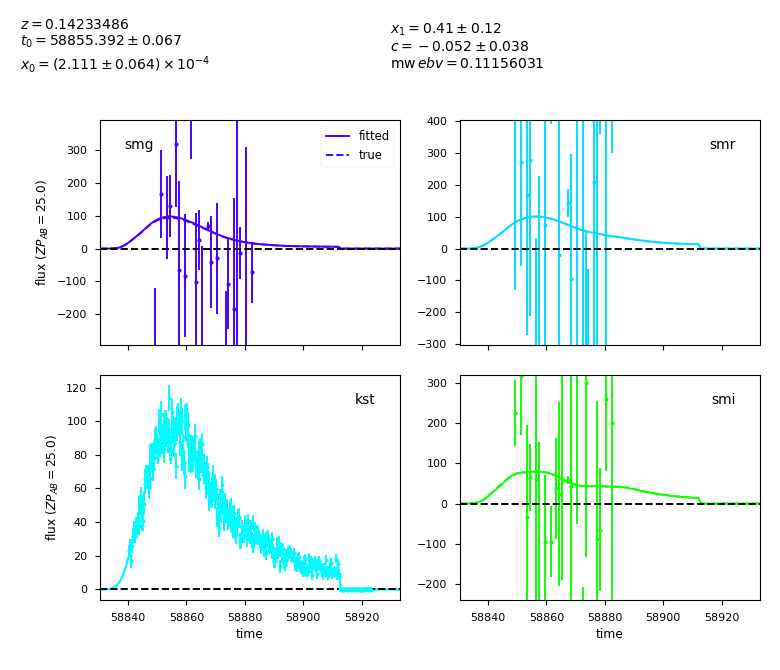 z = 0.14233486
t₀ = 58855.392 ± 0.067
x₀ = (2.111 ± 0.064) × 10⁻⁴
x₁ = 0.41 ± 0.12
c = −0.052 ± 0.038
mw ebv = 0.11156031
smg
fitted
true
300
200
100
0
−100
−200
flux (ZP_AB = 25.0)
smr
400
300
200
100
0
−100
−200
−300
kst
120
100
80
60
40
20
0
flux (ZP_AB = 25.0)
58840 58860 58880 58900 58920
time
smi
300
200
100
0
−100
−200
58840 58860 58880 58900 58920
time